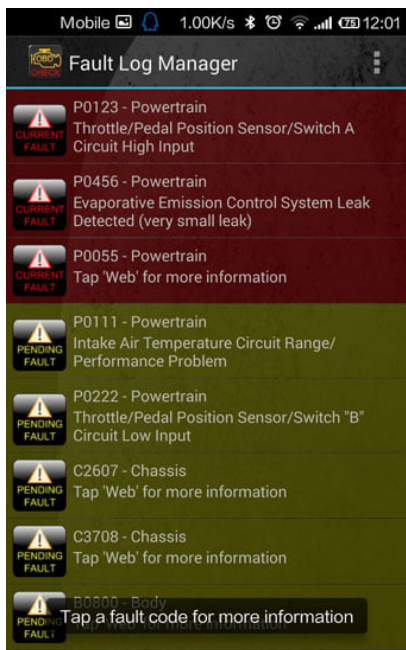 Mobile 1.00K/s 75 12:01
OBD
CHECK
Fault Log Manager
P0123 - Powertrain
CURRENT FAULT
Throttle/Pedal Position Sensor/Switch A
Circuit High Input
P0456 - Powertrain
CURRENT FAULT
Evaporative Emission Control System Leak
Detected (very small leak)
P0055 - Powertrain
CURRENT FAULT
Tap 'Web' for more information
P0111 - Powertrain
PENDING FAULT
Intake Air Temperature Circuit Range/
Performance Problem
P0222 - Powertrain
PENDING FAULT
Throttle/Pedal Position Sensor/Switch "B"
Circuit Low Input
C2607 - Chassis
PENDING FAULT
Tap 'Web' for more information
C3708 - Chassis
PENDING FAULT
Tap 'Web' for more information
B0800 - Body
FAULT
Tap a fault code for more information